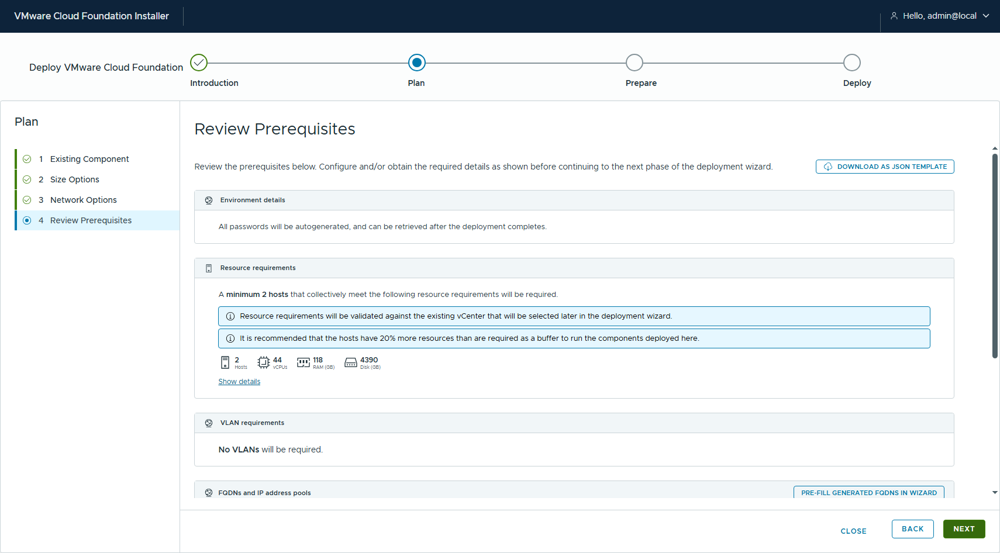 VMware Cloud Foundation Installer
Hello, admin@local
Deploy VMware Cloud Foundation
Introduction
Plan
Prepare
Deploy
Plan
1 Existing Component
2 Size Options
3 Network Options
4 Review Prerequisites
Review Prerequisites
Review the prerequisites below. Configure and/or obtain the required details as shown before continuing to the next phase of the deployment wizard.
DOWNLOAD AS JSON TEMPLATE
Environment details
All passwords will be autogenerated, and can be retrieved after the deployment completes.
Resource requirements
A minimum 2 hosts that collectively meet the following resource requirements will be required.
Resource requirements will be validated against the existing vCenter that will be selected later in the deployment wizard.
It is recommended that the hosts have 20% more resources than are required as a buffer to run the components deployed here.
2 Hosts
44 vCPUs
118 RAM (GB)
4390 Disk (GB)
Show details
VLAN requirements
No VLANs will be required.
FQDNs and IP address pools
PRE-FILL GENERATED FQDNS IN WIZARD
CLOSE
BACK
NEXT